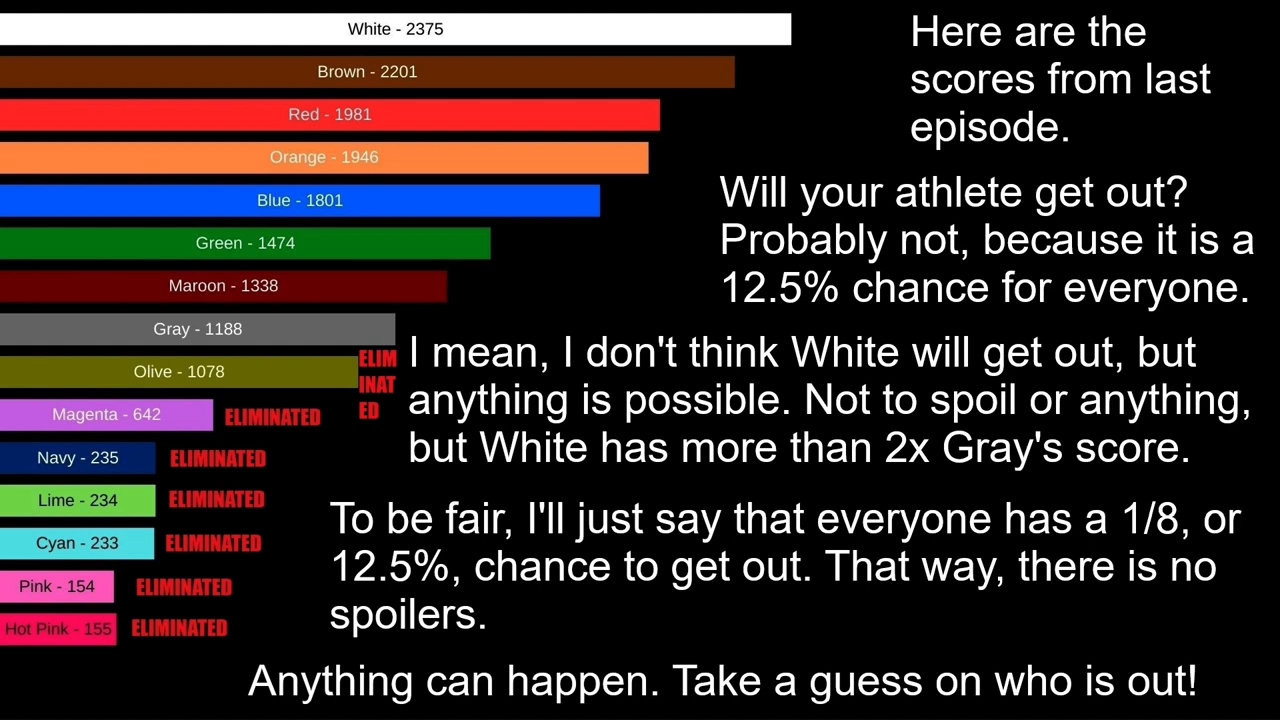 White - 2375
Brown - 2201
Red - 1981
Orange - 1946
Blue - 1801
Green - 1474
Maroon - 1338
Gray - 1188
Olive - 1078
ELIM
INAT
ED
Magenta - 642 ELIMINATED
Navy - 235 ELIMINATED
Lime - 234 ELIMINATED
Cyan - 233 ELIMINATED
Pink - 154 ELIMINATED
Hot Pink - 155 ELIMINATED
Here are the
scores from last
episode.
Will your athlete get out?
Probably not, because it is a
12.5% chance for everyone.
I mean, I don't think White will get out, but
anything is possible. Not to spoil or anything,
but White has more than 2x Gray's score.
To be fair, I'll just say that everyone has a 1/8, or
12.5%, chance to get out. That way, there is no
spoilers.
Anything can happen. Take a guess on who is out!